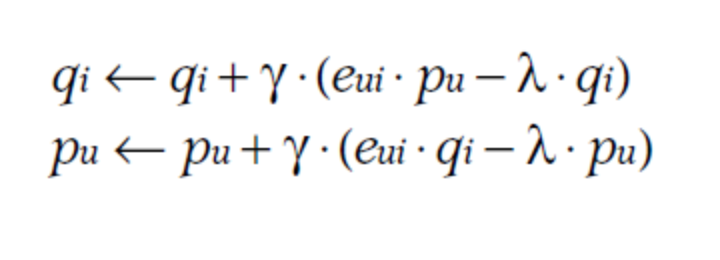 qi ← qi + γ · (eui · pu − λ · qi)
pu ← pu + γ · (eui · qi − λ · pu)